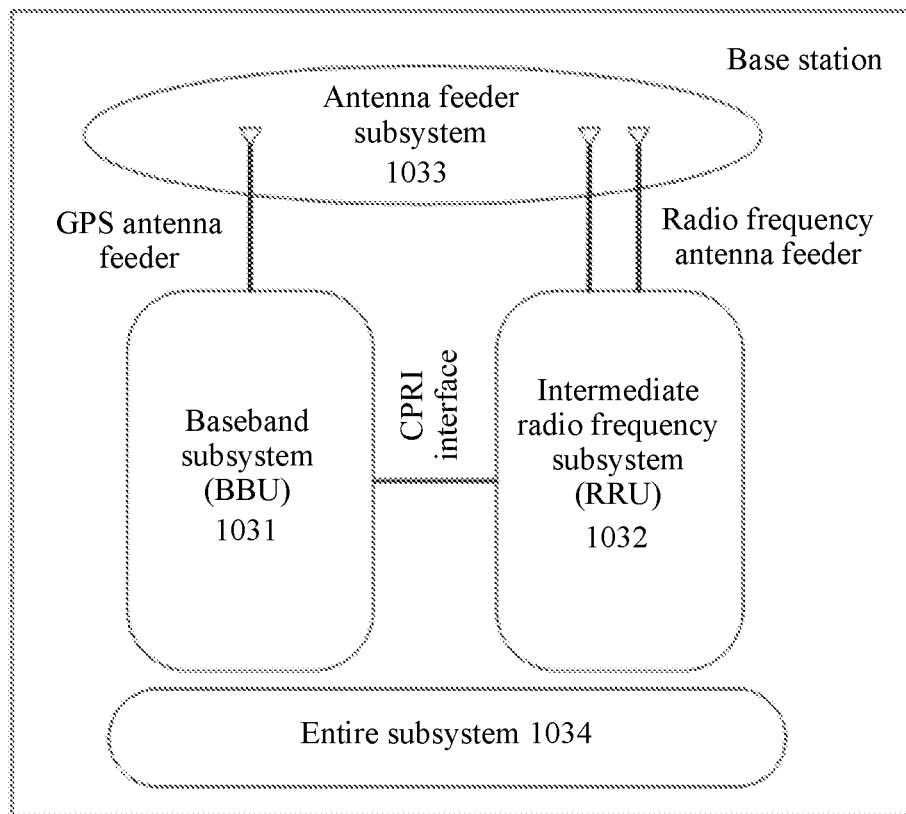 Base station
Antenna feeder
subsystem
1033
GPS antenna
feeder
Radio frequency
antenna feeder
Baseband
subsystem
(BBU)
1031
CPRI
interface
Intermediate
radio frequency
subsystem
(RRU)
1032
Entire subsystem 1034